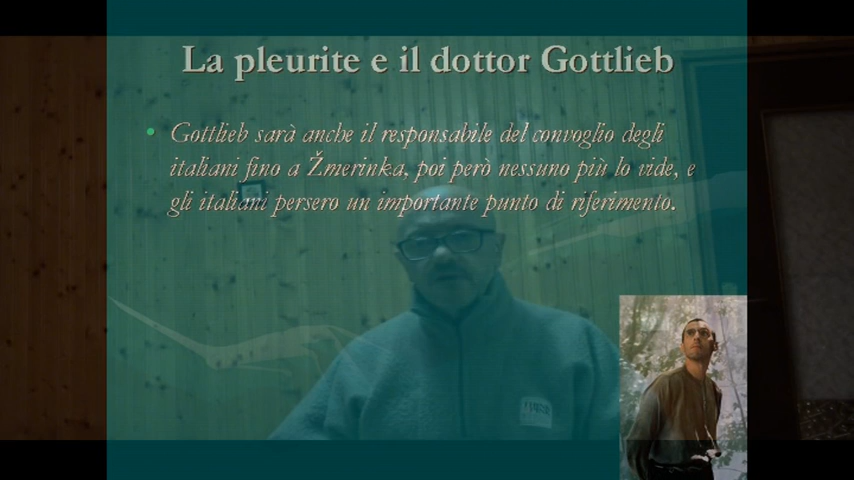 La pleurite e il dottor Gottlieb
• Gottlieb sarà anche il responsabile del convoglio degli
italiani fino a Žmerinka, poi però nessuno più lo vide, e
gli italiani persero un importante punto di riferimento.